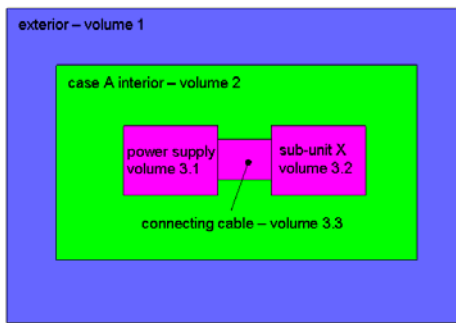 exterior – volume 1
case A interior – volume 2
power supply
volume 3.1
sub-unit X
volume 3.2
connecting cable – volume 3.3